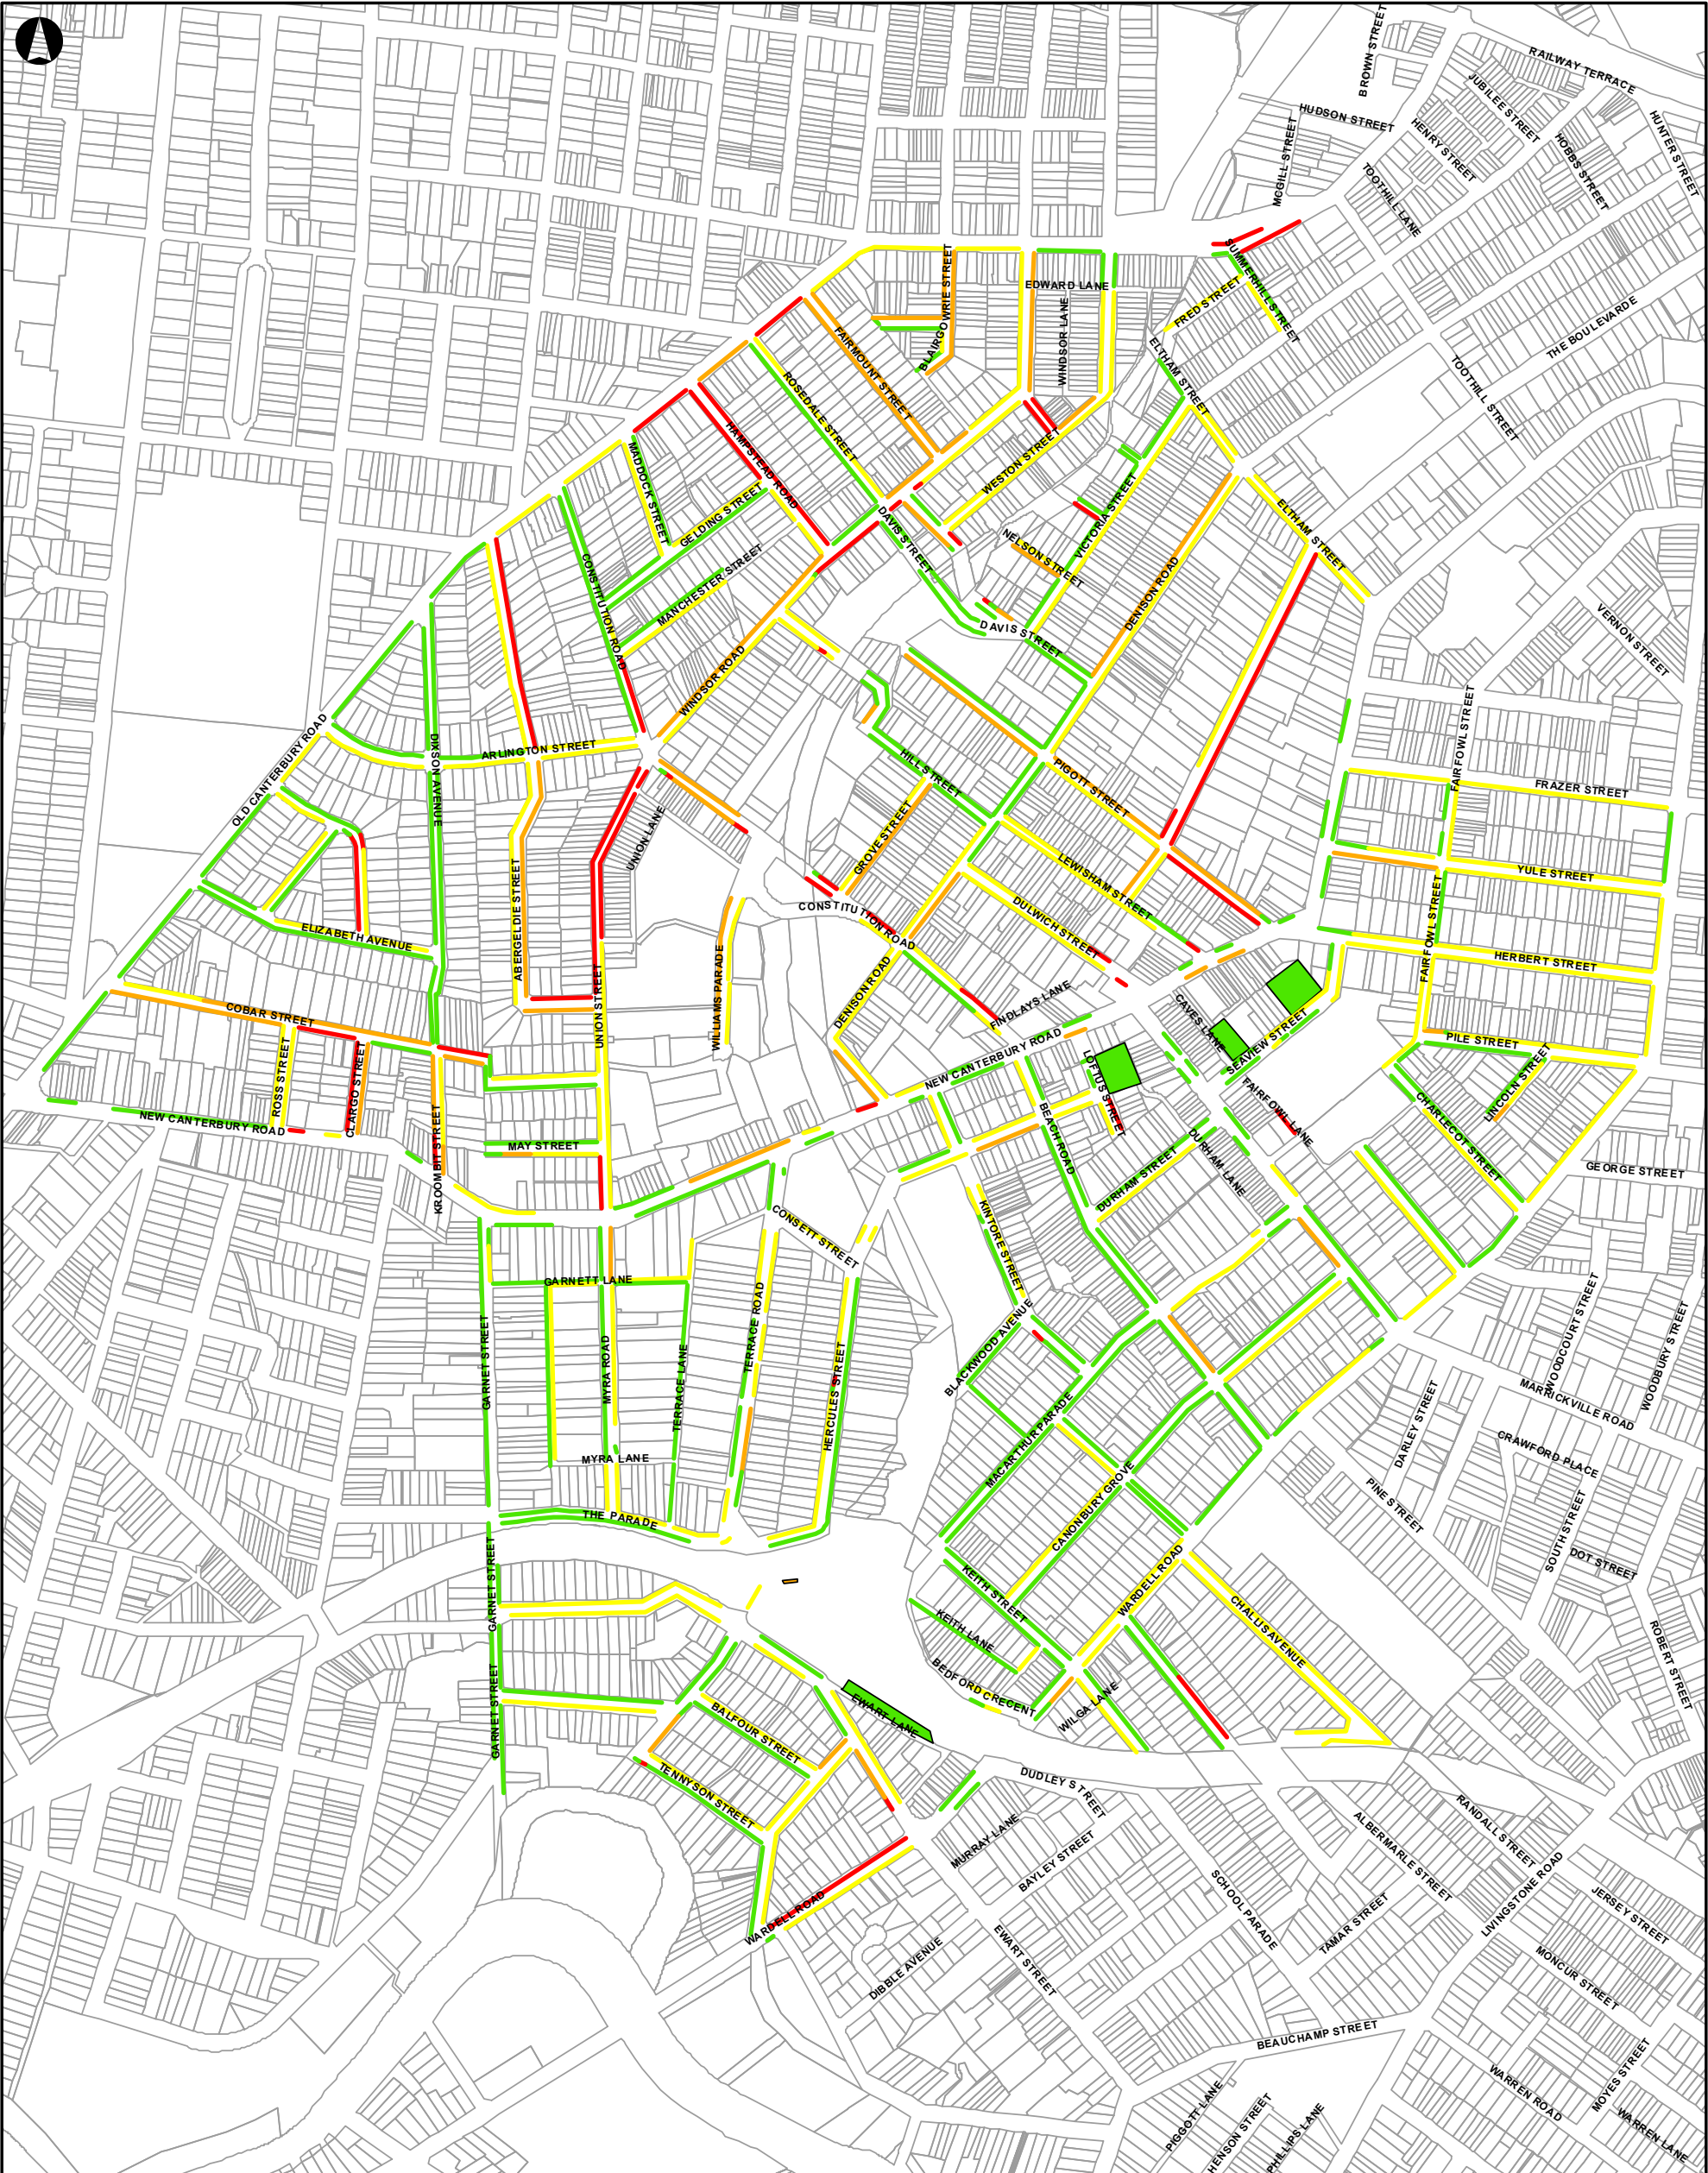 BROWN STREET
RAILWAY TERRACE
JUBILEE STREET
HUDSON STREET
HENRY STREET
HUNTER STREET
HOBBS STREET
MCGILL STREET
TOOTHILL LANE
SUMMERHILL STREET
BLAIRGOWRIE STREET
EDWARD LANE
FRED STREET
THE BOULEVARDE
WINDSOR LANE
FAIRMOUNT STREET
ELTHAM STREET
TOOTHILL STREET
ROSEDALE STREET
HAMPSTEAD ROAD
MADDOCK STREET
WESTON STREET
GELDING STREET
VICTORIA STREET
ELTHAM STREET
DAVIS STREET
NELSON STREET
CONSTITUTION ROAD
MANCHESTER STREET
DENISON ROAD
VERNON STREET
DAVIS STREET
WINDSOR ROAD
FAIRFOWL STREET
OLD CANTERBURY ROAD
DIXSON AVENUE
ARLINGTON STREET
HILL STREET
PIGOTT STREET
FRAZER STREET
UNION LANE
GROVE STREET
LEWISHAM STREET
YULE STREET
ABERGELDIE STREET
CONSTITUTION ROAD
DULWICH STREET
FAIRFOWL STREET
ELIZABETH AVENUE
HERBERT STREET
WILLIAMS PARADE
DENISON ROAD
UNION STREET
FINDLAYS LANE
COBAR STREET
CAVES LANE
SEAVIEW STREET
PILE STREET
NEW CANTERBURY ROAD
ROSS STREET
CLARGO STREET
LOFTUS STREET
LINCOLN STREET
NEW CANTERBURY ROAD
FAIRFOWL LANE
CHARLECOT STREET
KROOMBIT STREET
MAY STREET
BEACH ROAD
DURHAM STREET
DURHAM LANE
GEORGE STREET
CONSETT STREET
KINTORE STREET
GARNETT LANE
WOODCOURT STREET
WOODBURY STREET
GARNET STREET
MYRA ROAD
TERRACE LANE
TERRACE ROAD
HERCULES STREET
BLACKWOOD AVENUE
MARRICKVILLE ROAD
MACARTHUR PARADE
DARLEY STREET
CRAWFORD PLACE
MYRA LANE
CANONBURY GROVE
PINE STREET
SOUTH STREET
THE PARADE
DOT STREET
GARNET STREET
KEITH STREET
WARDELL ROAD
KEITH LANE
CHALLIS AVENUE
ROBERT STREET
GARNET STREET
BEDFORD CRECENT
EWART LANE
WILGA LANE
BALFOUR STREET
TENNYSON STREET
DUDLEY STREET
MURRAY LANE
BAYLEY STREET
RANDALL STREET
ALBERMARLE STREET
WARDELL ROAD
LIVINGSTONE ROAD
SCHOOL PARADE
JERSEY STREET
TAMAR STREET
DIBBLE AVENUE
EWART STREET
MONCUR STREET
BEAUCHAMP STREET
WARREN ROAD
MOYES STREET
PIGGOTT LANE
HENSON STREET
PHILLIPS LANE
WARREN LANE